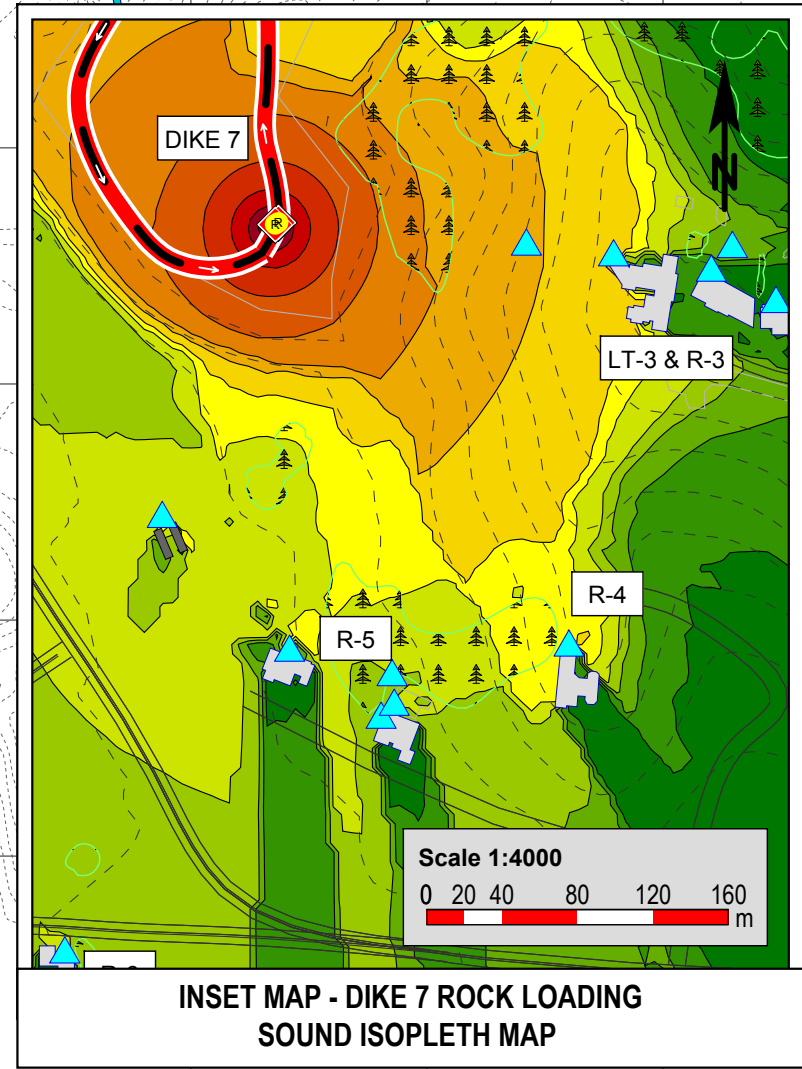 DIKE 7
R
N
LT-3 & R-3
R-4
R-5
Scale 1:4000
0 20 40 80 120 160
m
INSET MAP - DIKE 7 ROCK LOADING
SOUND ISOPLETH MAP